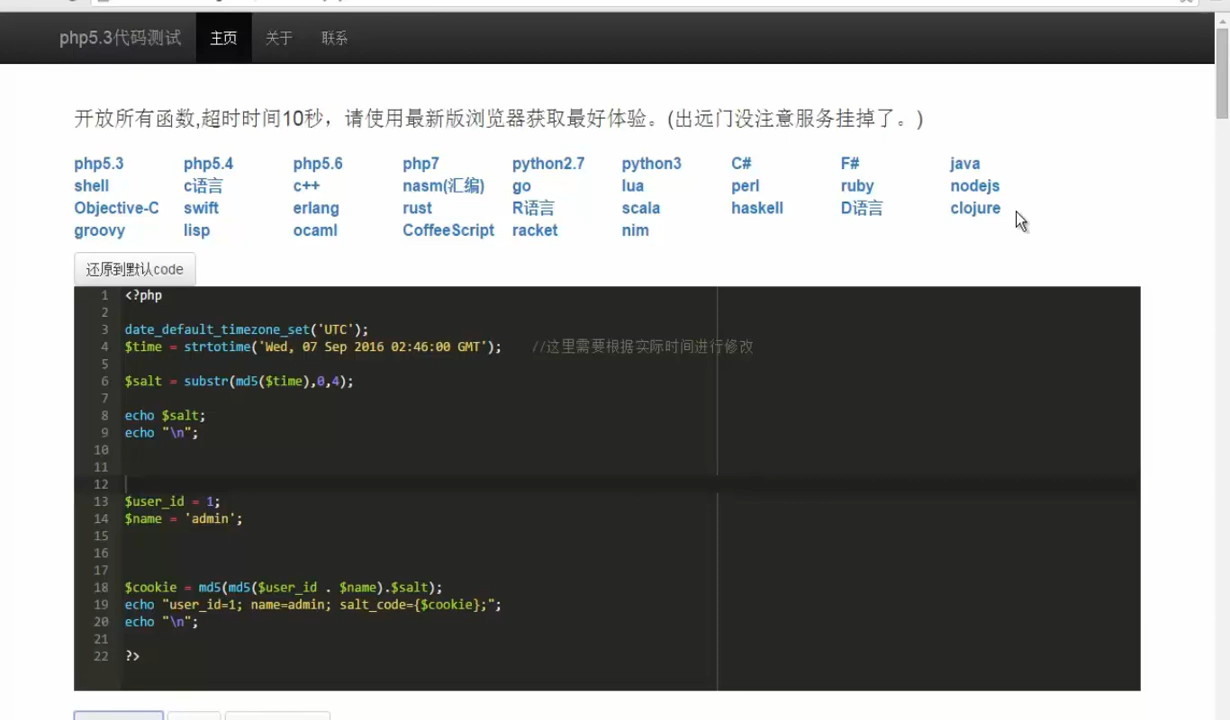 php5.3代码测试 主页 关于 联系
开放所有函数,超时时间10秒，请使用最新版浏览器获取最好体验。(出远门没注意服务挂掉了。)
php5.3 php5.4 php5.6 php7 python2.7 python3 C# F# java
shell c语言 c++ nasm(汇编) go lua perl ruby nodejs
Objective-C swift erlang rust R语言 scala haskell D语言 clojure
groovy lisp ocaml CoffeeScript racket nim
还原到默认code
1 <?php
2
3 date_default_timezone_set('UTC');
4 $time = strtotime('Wed, 07 Sep 2016 02:46:00 GMT'); //这里需要根据实际时间进行修改
5
6 $salt = substr(md5($time),0,4);
7
8 echo $salt;
9 echo "\n";
10
11
12
13 $user_id = 1;
14 $name = 'admin';
15
16
17
18 $cookie = md5(md5($user_id . $name).$salt);
19 echo "user_id=1; name=admin; salt_code={$cookie};";
20 echo "\n";
21
22 ?>